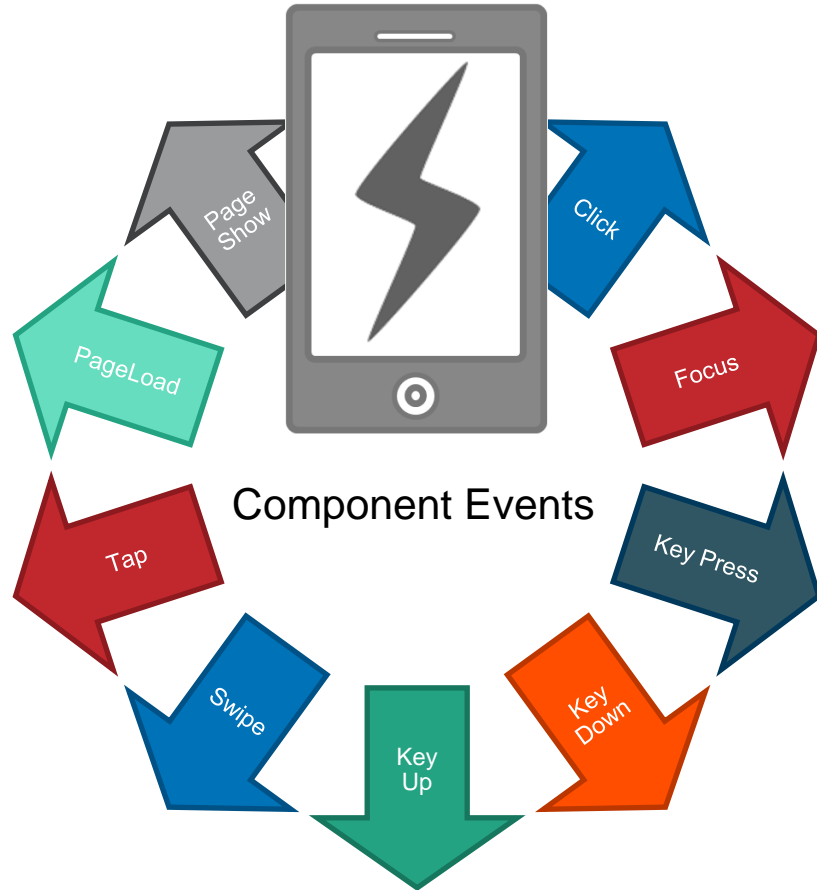 Page
Show
Click
PageLoad
Focus
Component Events
Tap
Key Press
Swipe
Key
Down
Key
Up